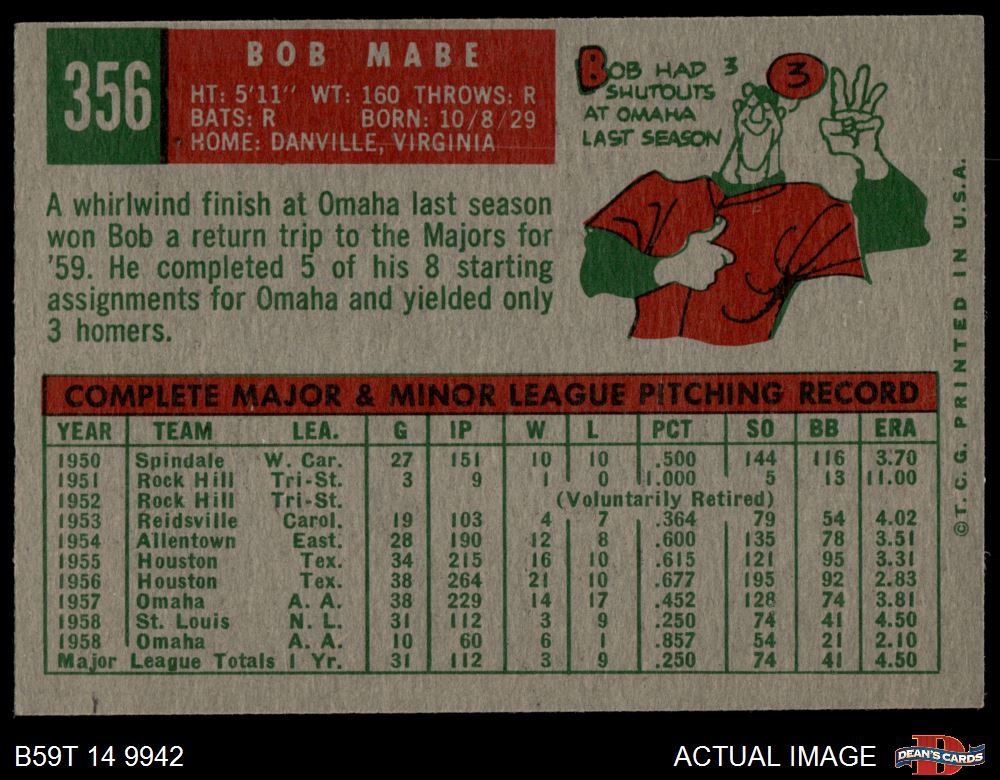 356
BOB MABE
HT: 5'11" WT: 160 THROWS: R
BATS: R BORN: 10/8/29
HOME: DANVILLE, VIRGINIA
A whirlwind finish at Omaha last season
won Bob a return trip to the Majors for
'59. He completed 5 of his 8 starting
assignments for Omaha and yielded only
3 homers.
BOB HAD 3
SHUTOUTS
AT OMAHA
LAST SEASON
3
COMPLETE MAJOR & MINOR LEAGUE PITCHING RECORD
YEAR TEAM LEA. G IP W L PCT SO BB ERA
1950 Spindale W. Car. 27 151 10 10 .500 144 116 3.70
1951 Rock Hill Tri-St. 3 9 1 0 1.000 5 13 11.00
1952 Rock Hill Tri-St. (Voluntarily Retired)
1953 Reidsville Carol. 19 103 4 7 .364 79 54 4.02
1954 Allentown East. 28 190 12 8 .600 135 78 3.51
1955 Houston Tex. 34 215 16 10 .615 121 95 3.31
1956 Houston Tex. 38 264 21 10 .677 195 92 2.83
1957 Omaha A. A. 38 229 14 17 .452 128 74 3.81
1958 St. Louis N. L. 31 112 3 9 .250 74 41 4.50
1958 Omaha A. A. 10 60 6 1 .857 54 21 2.10
Major League Totals 1 Yr. 31 112 3 9 .250 74 41 4.50
©T. C. G. PRINTED IN U.S.A.
B59T 14 9942
ACTUAL IMAGE
D
DEAN'S CARDS